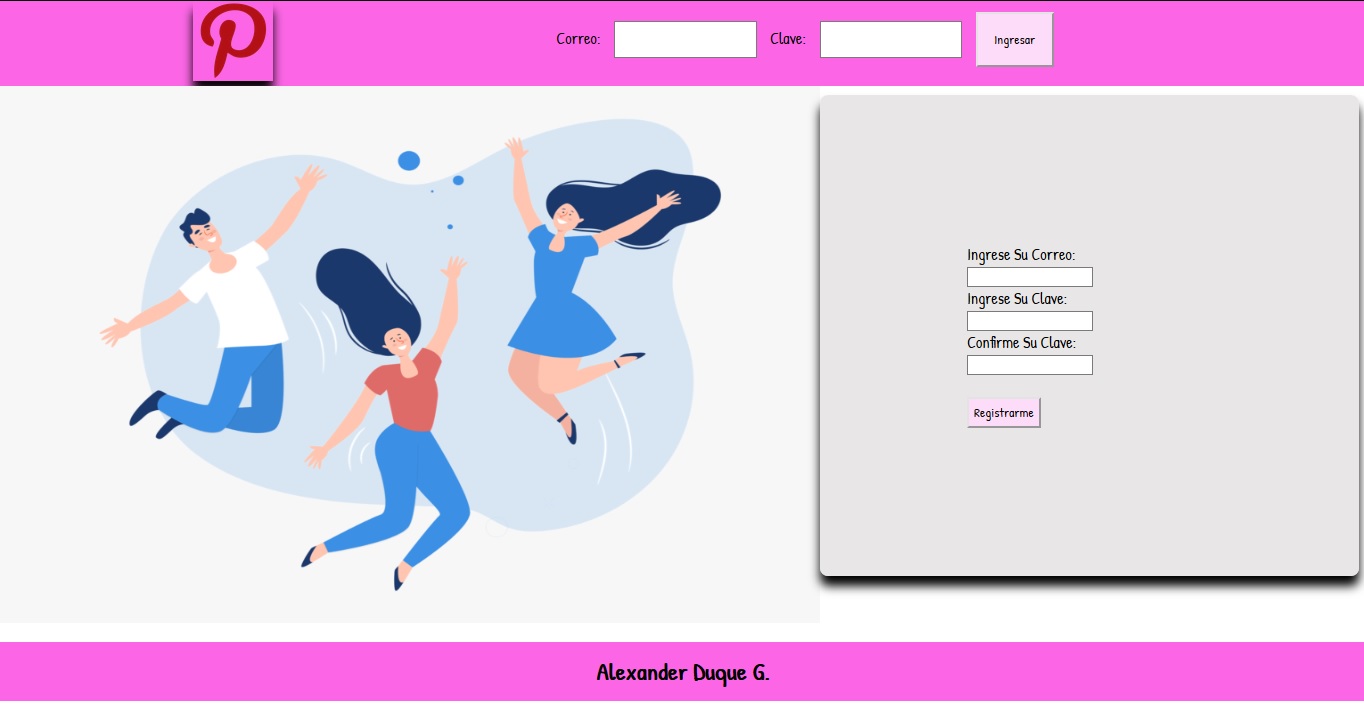 Correo: Clave: Ingresar
Ingrese Su Correo:
Ingrese Su Clave:
Confirme Su Clave:
Registrarme
Alexander Duque G.